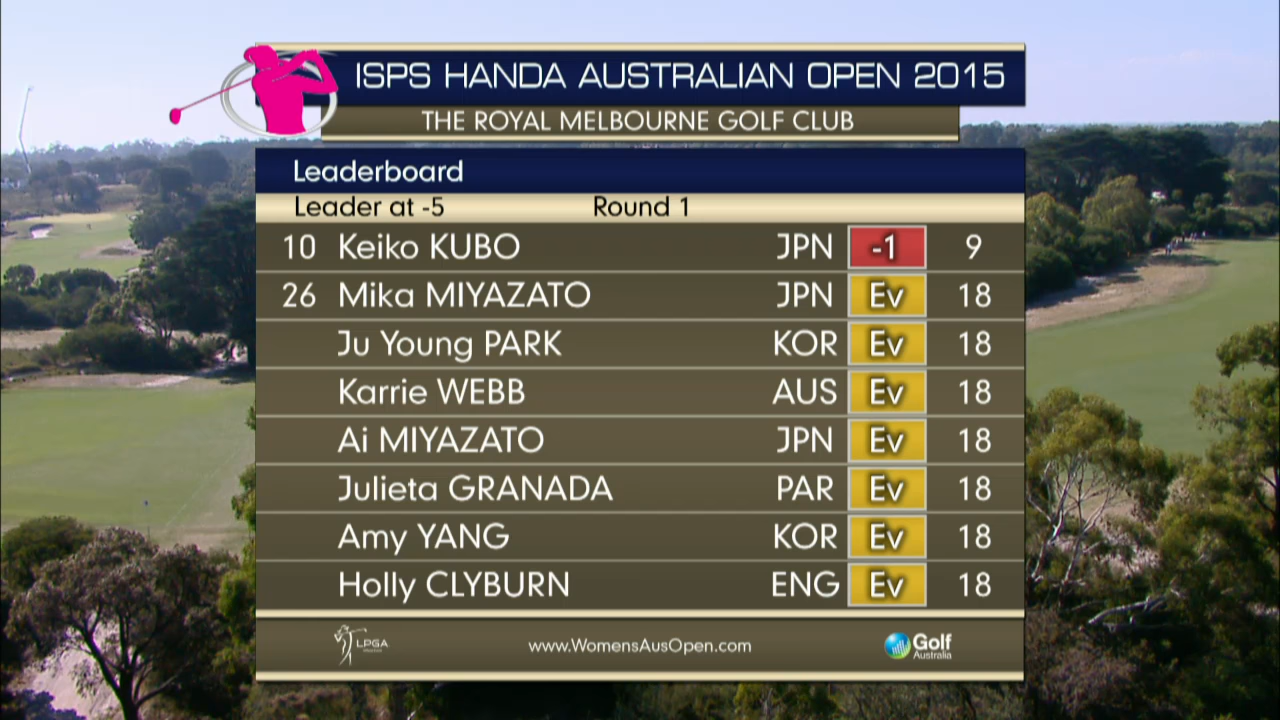 ISPS HANDA AUSTRALIAN OPEN 2015
THE ROYAL MELBOURNE GOLF CLUB
Leaderboard
Leader at -5 Round 1
10 Keiko KUBO JPN -1 9
26 Mika MIYAZATO JPN Ev 18
Ju Young PARK KOR Ev 18
Karrie WEBB AUS Ev 18
Ai MIYAZATO JPN Ev 18
Julieta GRANADA PAR Ev 18
Amy YANG KOR Ev 18
Holly CLYBURN ENG Ev 18
LPGA www.WomensAusOpen.com Golf
Australia